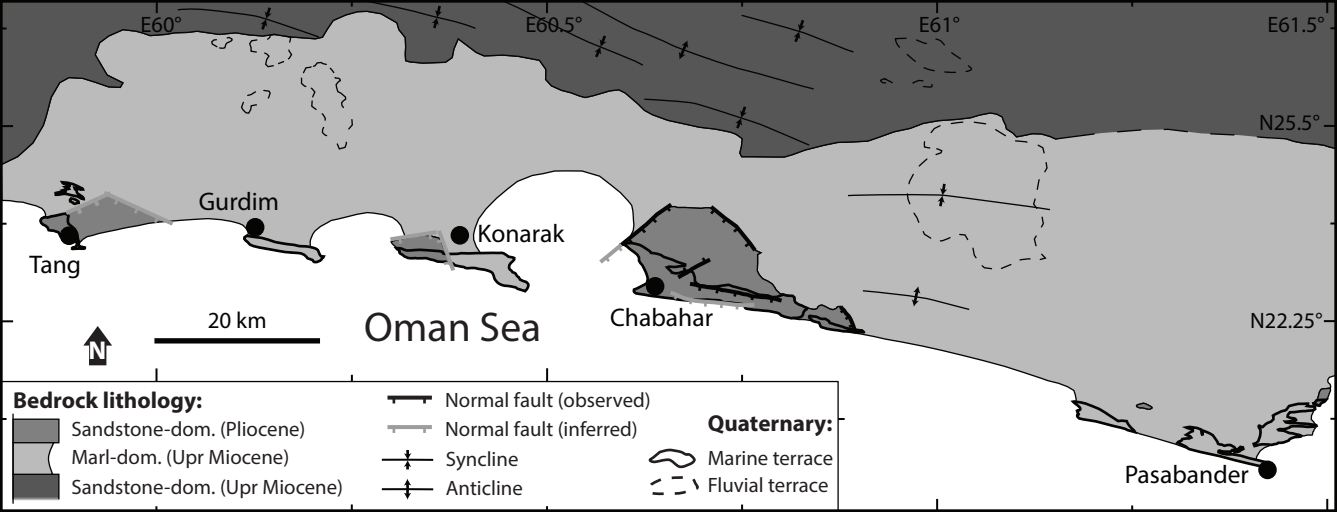 E60°
E60.5°
E61°
E61.5°
N25.5°
Gurdim
Konarak
Tang
20 km
Oman Sea
Chabahar
N22.25°
N
Bedrock lithology:
Sandstone-dom. (Pliocene)
Marl-dom. (Upr Miocene)
Sandstone-dom. (Upr Miocene)
Normal fault (observed)
Normal fault (inferred)
Syncline
Anticline
Quaternary:
Marine terrace
Fluvial terrace
Pasabander